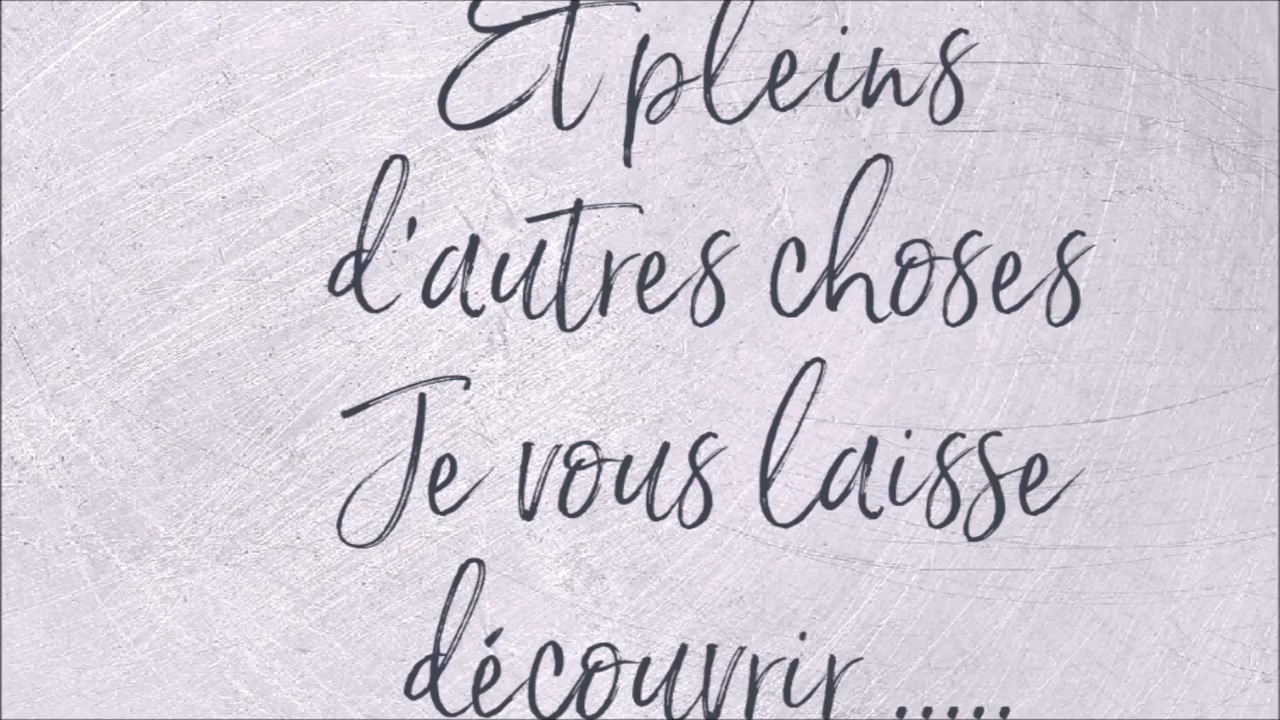 Et pleins
d'autres choses
Je vous laisse
découvrir .....